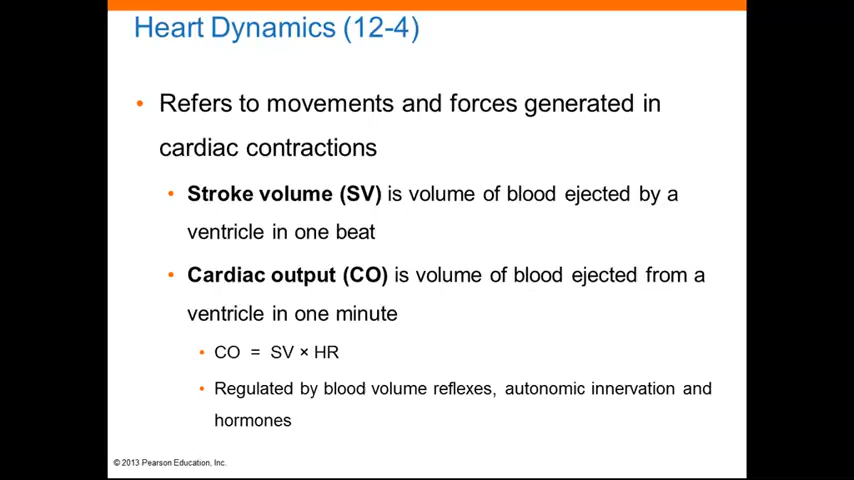 Heart Dynamics (12-4)
• Refers to movements and forces generated in
cardiac contractions
• Stroke volume (SV) is volume of blood ejected by a
ventricle in one beat
• Cardiac output (CO) is volume of blood ejected from a
ventricle in one minute
• CO = SV × HR
• Regulated by blood volume reflexes, autonomic innervation and
hormones
© 2013 Pearson Education, Inc.